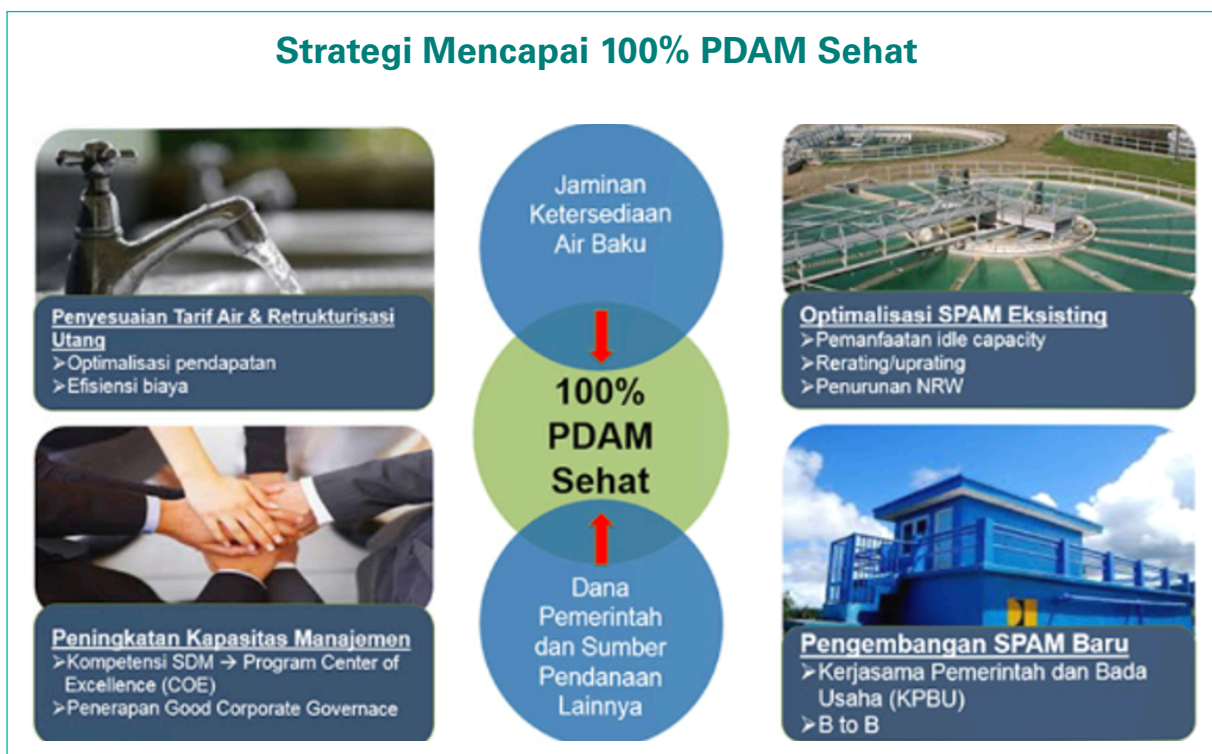 Strategi Mencapai 100% PDAM Sehat
Penyesuaian Tarif Air & Retrukturisasi
Utang
➢Optimalisasi pendapatan
➢Efisiensi biaya
Peningkatan Kapasitas Manajemen
➢Kompetensi SDM → Program Center of
Excellence (COE)
➢Penerapan Good Corporate Governace
Jaminan
Ketersediaan
Air Baku
100%
PDAM
Sehat
Dana
Pemerintah
dan Sumber
Pendanaan
Lainnya
Optimalisasi SPAM Eksisting
➢Pemanfaatan idle capacity
➢Rerating/uprating
➢Penurunan NRW
Pengembangan SPAM Baru
➢Kerjasama Pemerintah dan Bada
Usaha (KPBU)
➢B to B